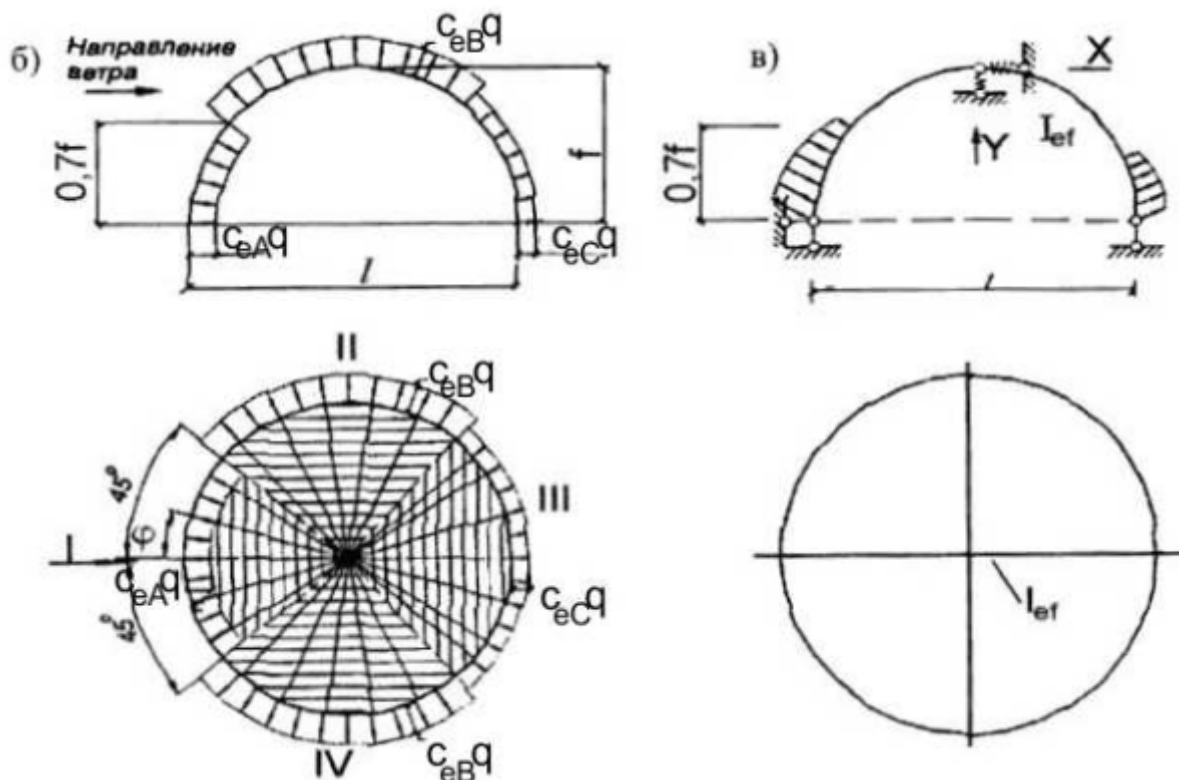 б)
Направление
ветра
c_eB q
0,7f
f
c_eA q
c_eC q
l
в)
X
Y
I_ef
0,7f
l
II
c_eB q
45°
φ
I
III
c_eA q
c_eC q
45°
IV
c_eB q
I_ef